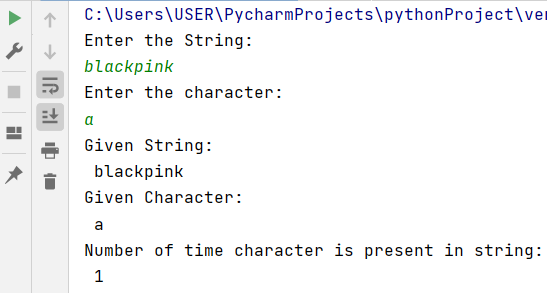 C:\Users\USER\PycharmProjects\pythonProject\ven
Enter the String:
blackpink
Enter the character:
a
Given String:
 blackpink
Given Character:
 a
Number of time character is present in string:
 1